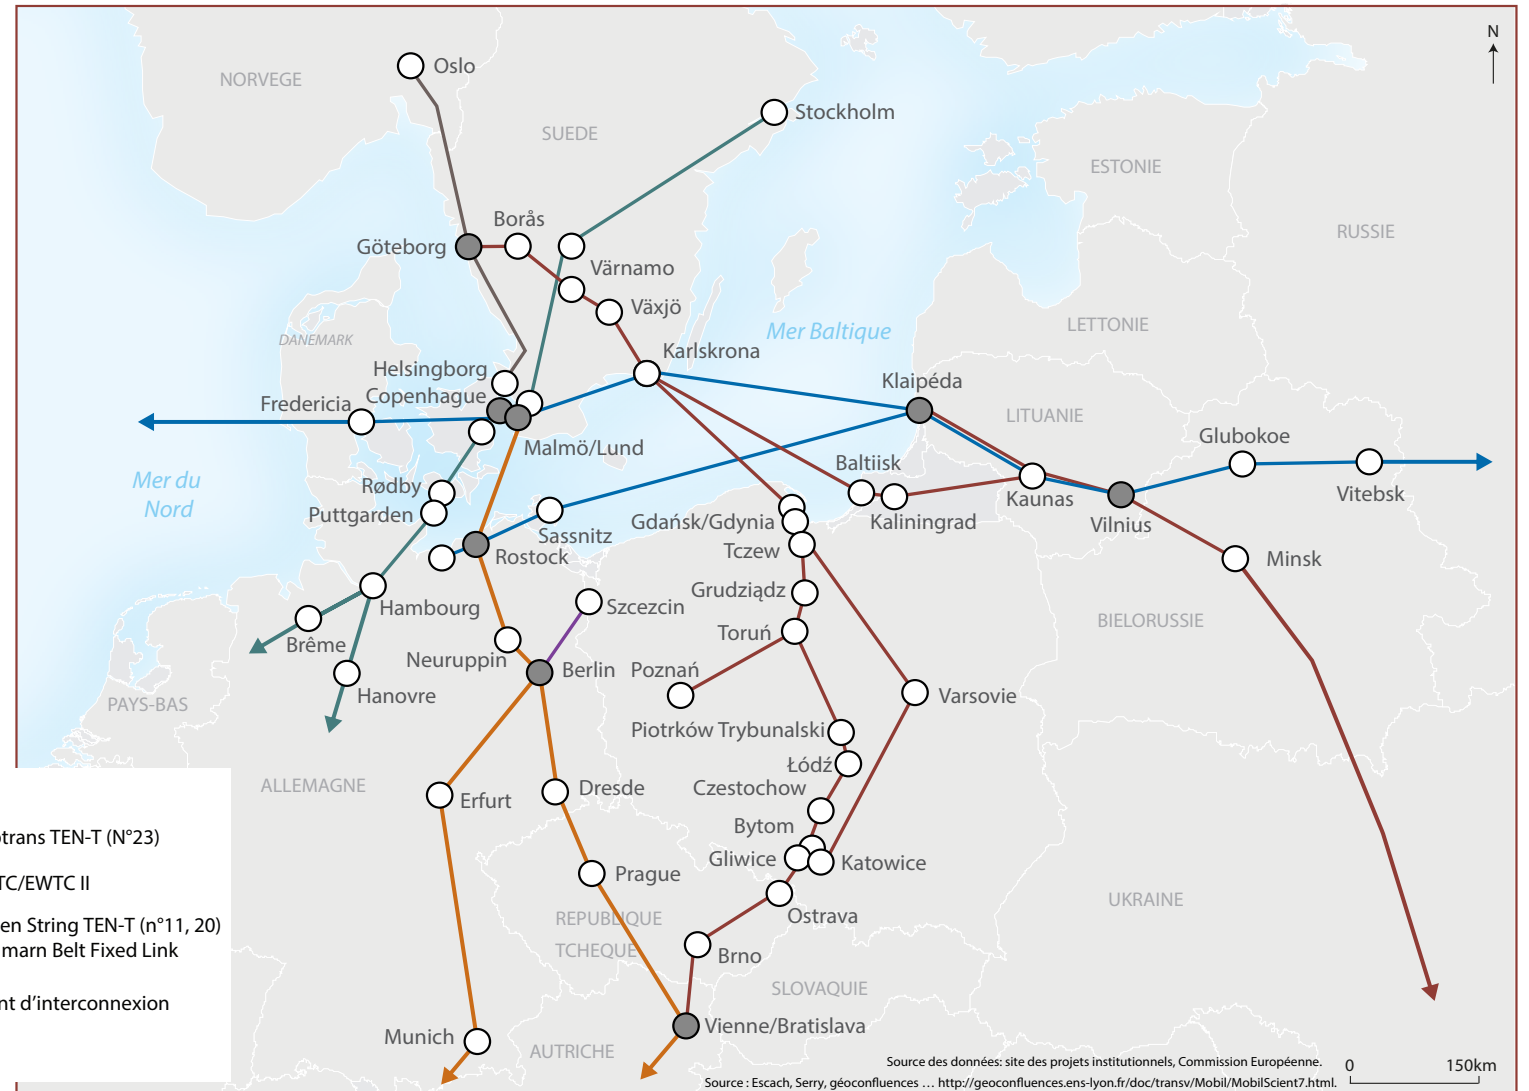 N
Oslo
NORVEGE
Stockholm
SUEDE
ESTONIE
Borås
RUSSIE
Göteborg
Värnamo
Växjö
LETTONIE
Mer Baltique
DANEMARK
Karlskrona
Helsingborg
Klaipéda
Copenhague
Fredericia
LITUANIE
Glubokoe
Malmö/Lund
Baltiisk
Mer du
Nord
Rødby
Vitebsk
Kaunas
Puttgarden
Gdańsk/Gdynia
Kaliningrad
Vilnius
Sassnitz
Rostock
Tczew
Minsk
Grudziądz
Hambourg
Szczecin
BIELORUSSIE
Toruń
Brême
Neuruppin
Berlin
Poznań
Hanovre
Varsovie
PAYS-BAS
Piotrków Trybunalski
Łódź
ALLEMAGNE
Dresde
Czestochow
Erfurt
Bytom
trans TEN-T (N°23)
Gliwice
Katowice
Prague
TC/EWTC II
UKRAINE
REPUBLIQUE
TCHEQUE
Ostrava
en String TEN-T (n°11, 20)
marn Belt Fixed Link
Brno
SLOVAQUIE
nt d'interconnexion
Vienne/Bratislava
Munich
AUTRICHE
Source des données: site des projets institutionnels, Commission Européenne.
0 150km
Source : Escach, Serry, géoconfluences … http://geoconfluences.ens-lyon.fr/doc/transv/Mobil/MobilScient7.html.